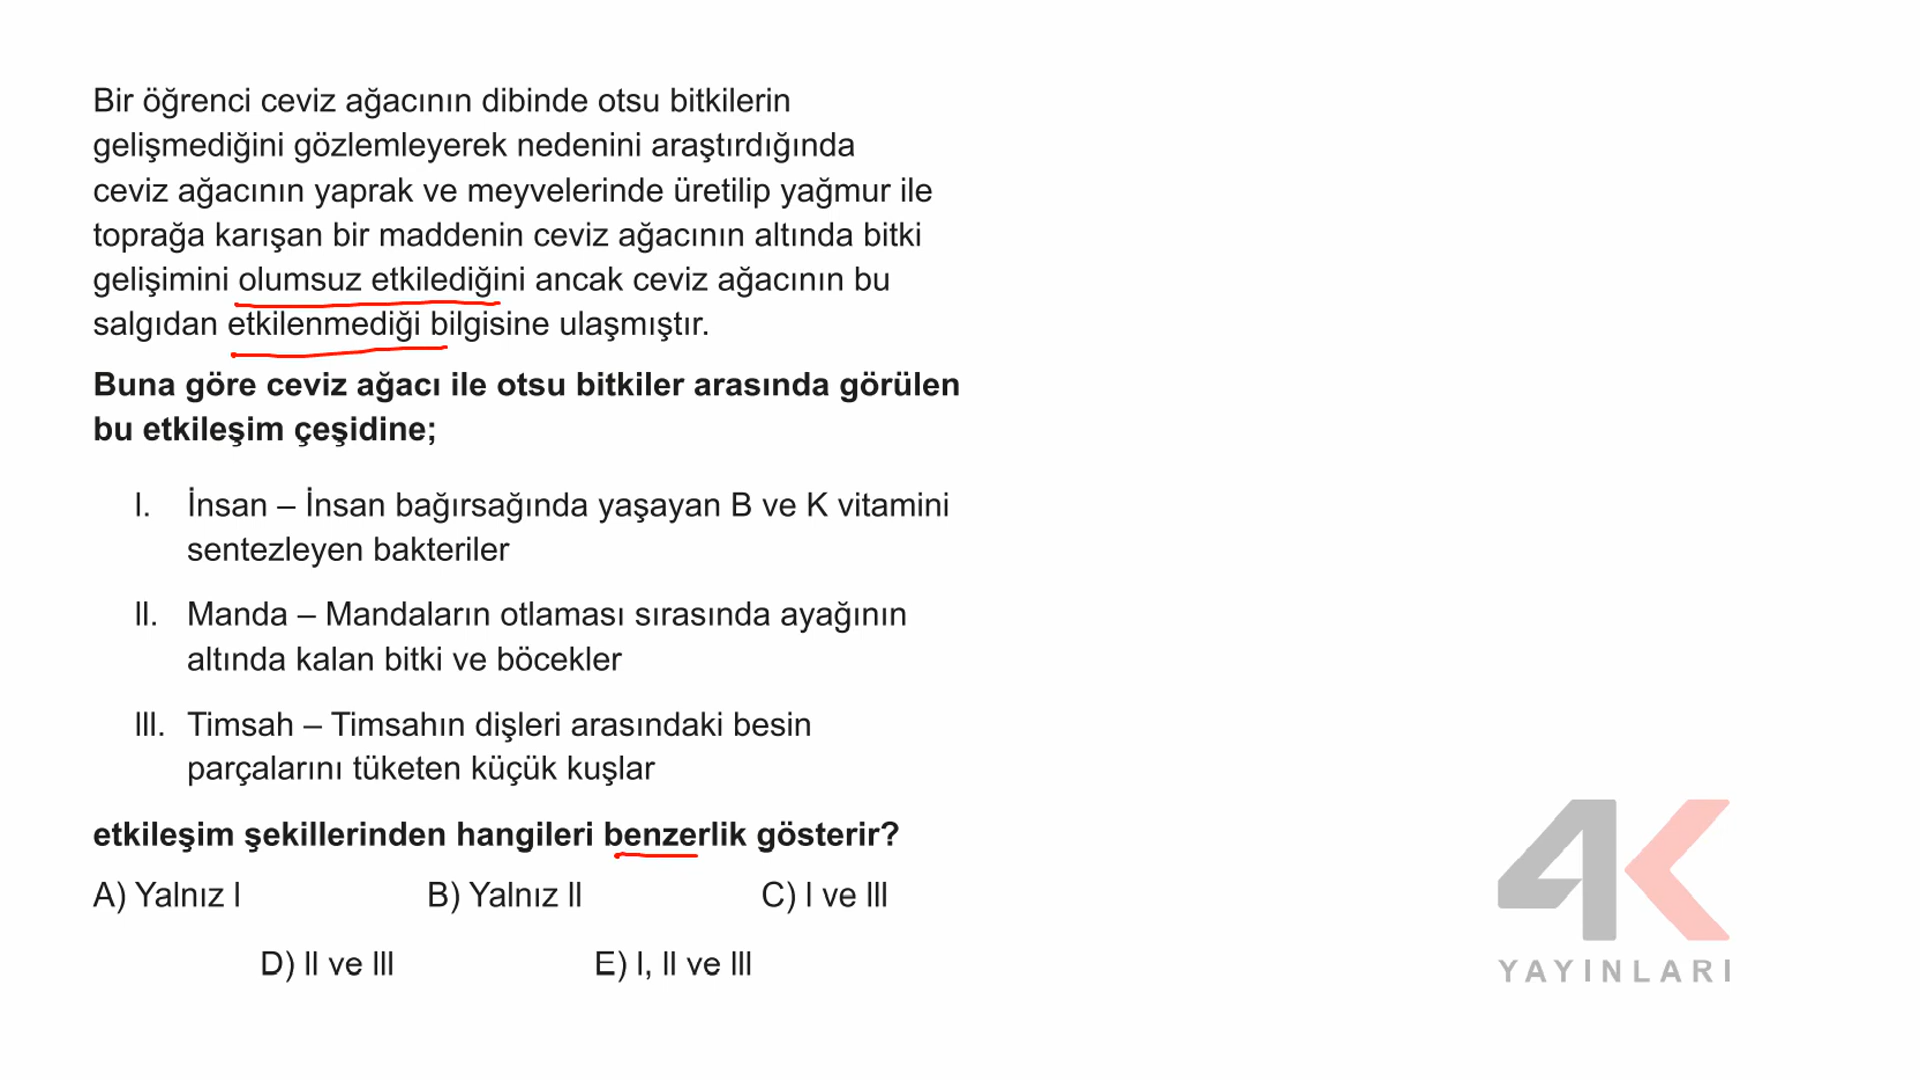 Bir öğrenci ceviz ağacının dibinde otsu bitkilerin
gelişmediğini gözlemleyerek nedenini araştırdığında
ceviz ağacının yaprak ve meyvelerinde üretilip yağmur ile
toprağa karışan bir maddenin ceviz ağacının altında bitki
gelişimini olumsuz etkilediğini ancak ceviz ağacının bu
salgıdan etkilenmediği bilgisine ulaşmıştır.
Buna göre ceviz ağacı ile otsu bitkiler arasında görülen
bu etkileşim çeşidine;
I. İnsan – İnsan bağırsağında yaşayan B ve K vitamini
sentezleyen bakteriler
II. Manda – Mandaların otlaması sırasında ayağının
altında kalan bitki ve böcekler
III. Timsah – Timsahın dişleri arasındaki besin
parçalarını tüketen küçük kuşlar
etkileşim şekillerinden hangileri benzerlik gösterir?
A) Yalnız I B) Yalnız II C) I ve III
D) II ve III E) I, II ve III
4K
YAYINLARI